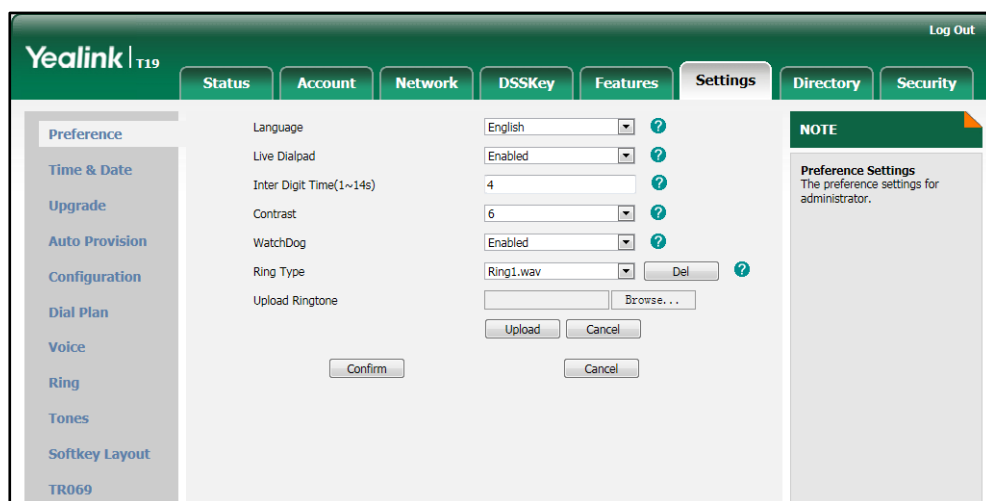 Log Out
Yealink T19
Status Account Network DSSKey Features Settings Directory Security
Preference
Time & Date
Upgrade
Auto Provision
Configuration
Dial Plan
Voice
Ring
Tones
Softkey Layout
TR069
Language English ?
Live Dialpad Enabled ?
Inter Digit Time(1~14s) 4 ?
Contrast 6 ?
WatchDog Enabled ?
Ring Type Ring1.wav Del ?
Upload Ringtone Browse...
Upload Cancel
Confirm Cancel
NOTE
Preference Settings
The preference settings for
administrator.